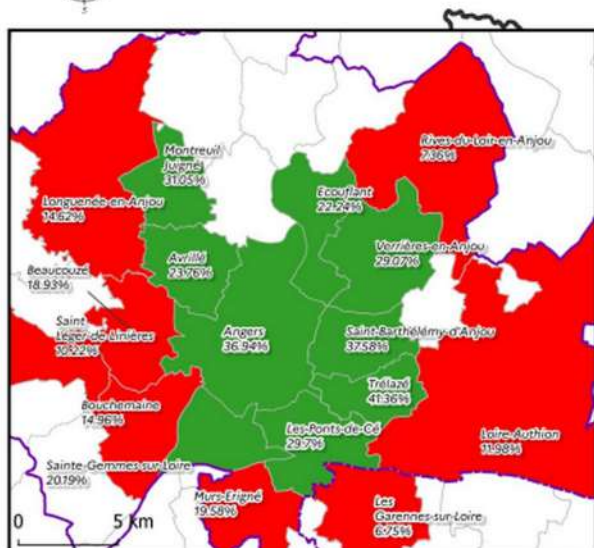 5
Rives-du-Loir-en-Anjou
7.36%
Montreuil
Juigné
31.05%
Ecouflant
22.24%
Longuenée-en-Anjou
14.62%
Verrières-en-Anjou
29.07%
Avrillé
23.76%
Beaucouzé
18.93%
Saint
Léger-de-Linières
10.22%
Angers
36.94%
Saint-Barthélémy-d'Anjou
37.58%
Trélazé
41.36%
Bouchemaine
14.96%
Les-Ponts-de-Cé
29.7%
Loire-Authion
11.98%
Sainte-Gemmes-sur-Loire
20.19%
Murs-Erigné
19.58%
Les
Garennes-sur-Loire
6.75%
0 5 km